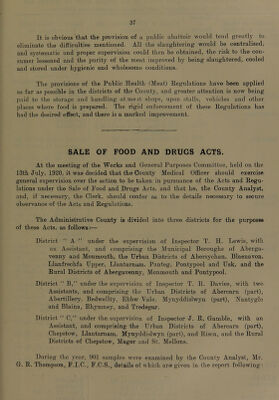 37
It is obvious that the provision of a public abattoir would tend greatly to
eliminate the difficulties mentioned. All the slaughtering would be centralised,
and systematic and proper supervision could then be obtained, the risk to the con-
sumer lessened and the purity of the meat improved by being slaughtered, cooled
and stored under hygienic and wholesome conditions.
The provisions of the Public Health (Meat) Regulations have been applied
as far as possible in the districts of the County, and greater attention is now being
paid to the storage and handling at meat shops, upon stalls, vehicles and other
places where food is prepared. The rigid enforcement of these Regulations has
had the desired effect, and there is a marked improvement.
SALE OF FOOD AND DRUGS ACTS.
At the meeting of the Works and General Purposes Committee, held on the
13th July, 1920, it was decided that the County Medical Officer should exercise
general supervision over the action to be taken in pursuance of the Acts and Regu-
lations under the Sale of Food and Drugs Acts, and that he, the County Analyst,
and, if necessary, the Clerk, should confer as to the details necessary to secure
observance of the Acts and Regulations.
The Administrative County is divided into three districts for the purposes
of these Acts, as follows:—
District "A" under the supervision of Inspector T. H. Lewis, with
an Assistant, and comprising the Municipal Boroughs of Aberga-
venny and Monmouth, the Urban Districts of Abersychan, Blaenavon,
Llanfrechfa Upper, Llantarnam, Panteg, Pontypool and Usk, and the
Rural Districts of Abergavenny, Monmouth and Pontypool.
District "B," under the supervision of Inspector T. R. Davies, with two
Assistants, and comprising the Urban Districts of Abercarn (part),
Abertillery, Bedwellty, Ebbw Vale, Mynyddislwyn (part), Nantyglo
and Blaina, Rhymney, and Tredegar.
District "C," under the supervision of Inspector J. R. Gamble, with an
Assistant, and comprising the Urban Districts of Abercarn (part),
Chepstow, Llantarnam, Mynyddislwyn (part), and Risca, and the Rural
Districts of Chepstow, Magor and St. Mellons.
During the year, 901 samples were examined by the County Analyst, Mr.
G. R. Thompson, F.I.C., F.C.S., details of which are given in the report following: